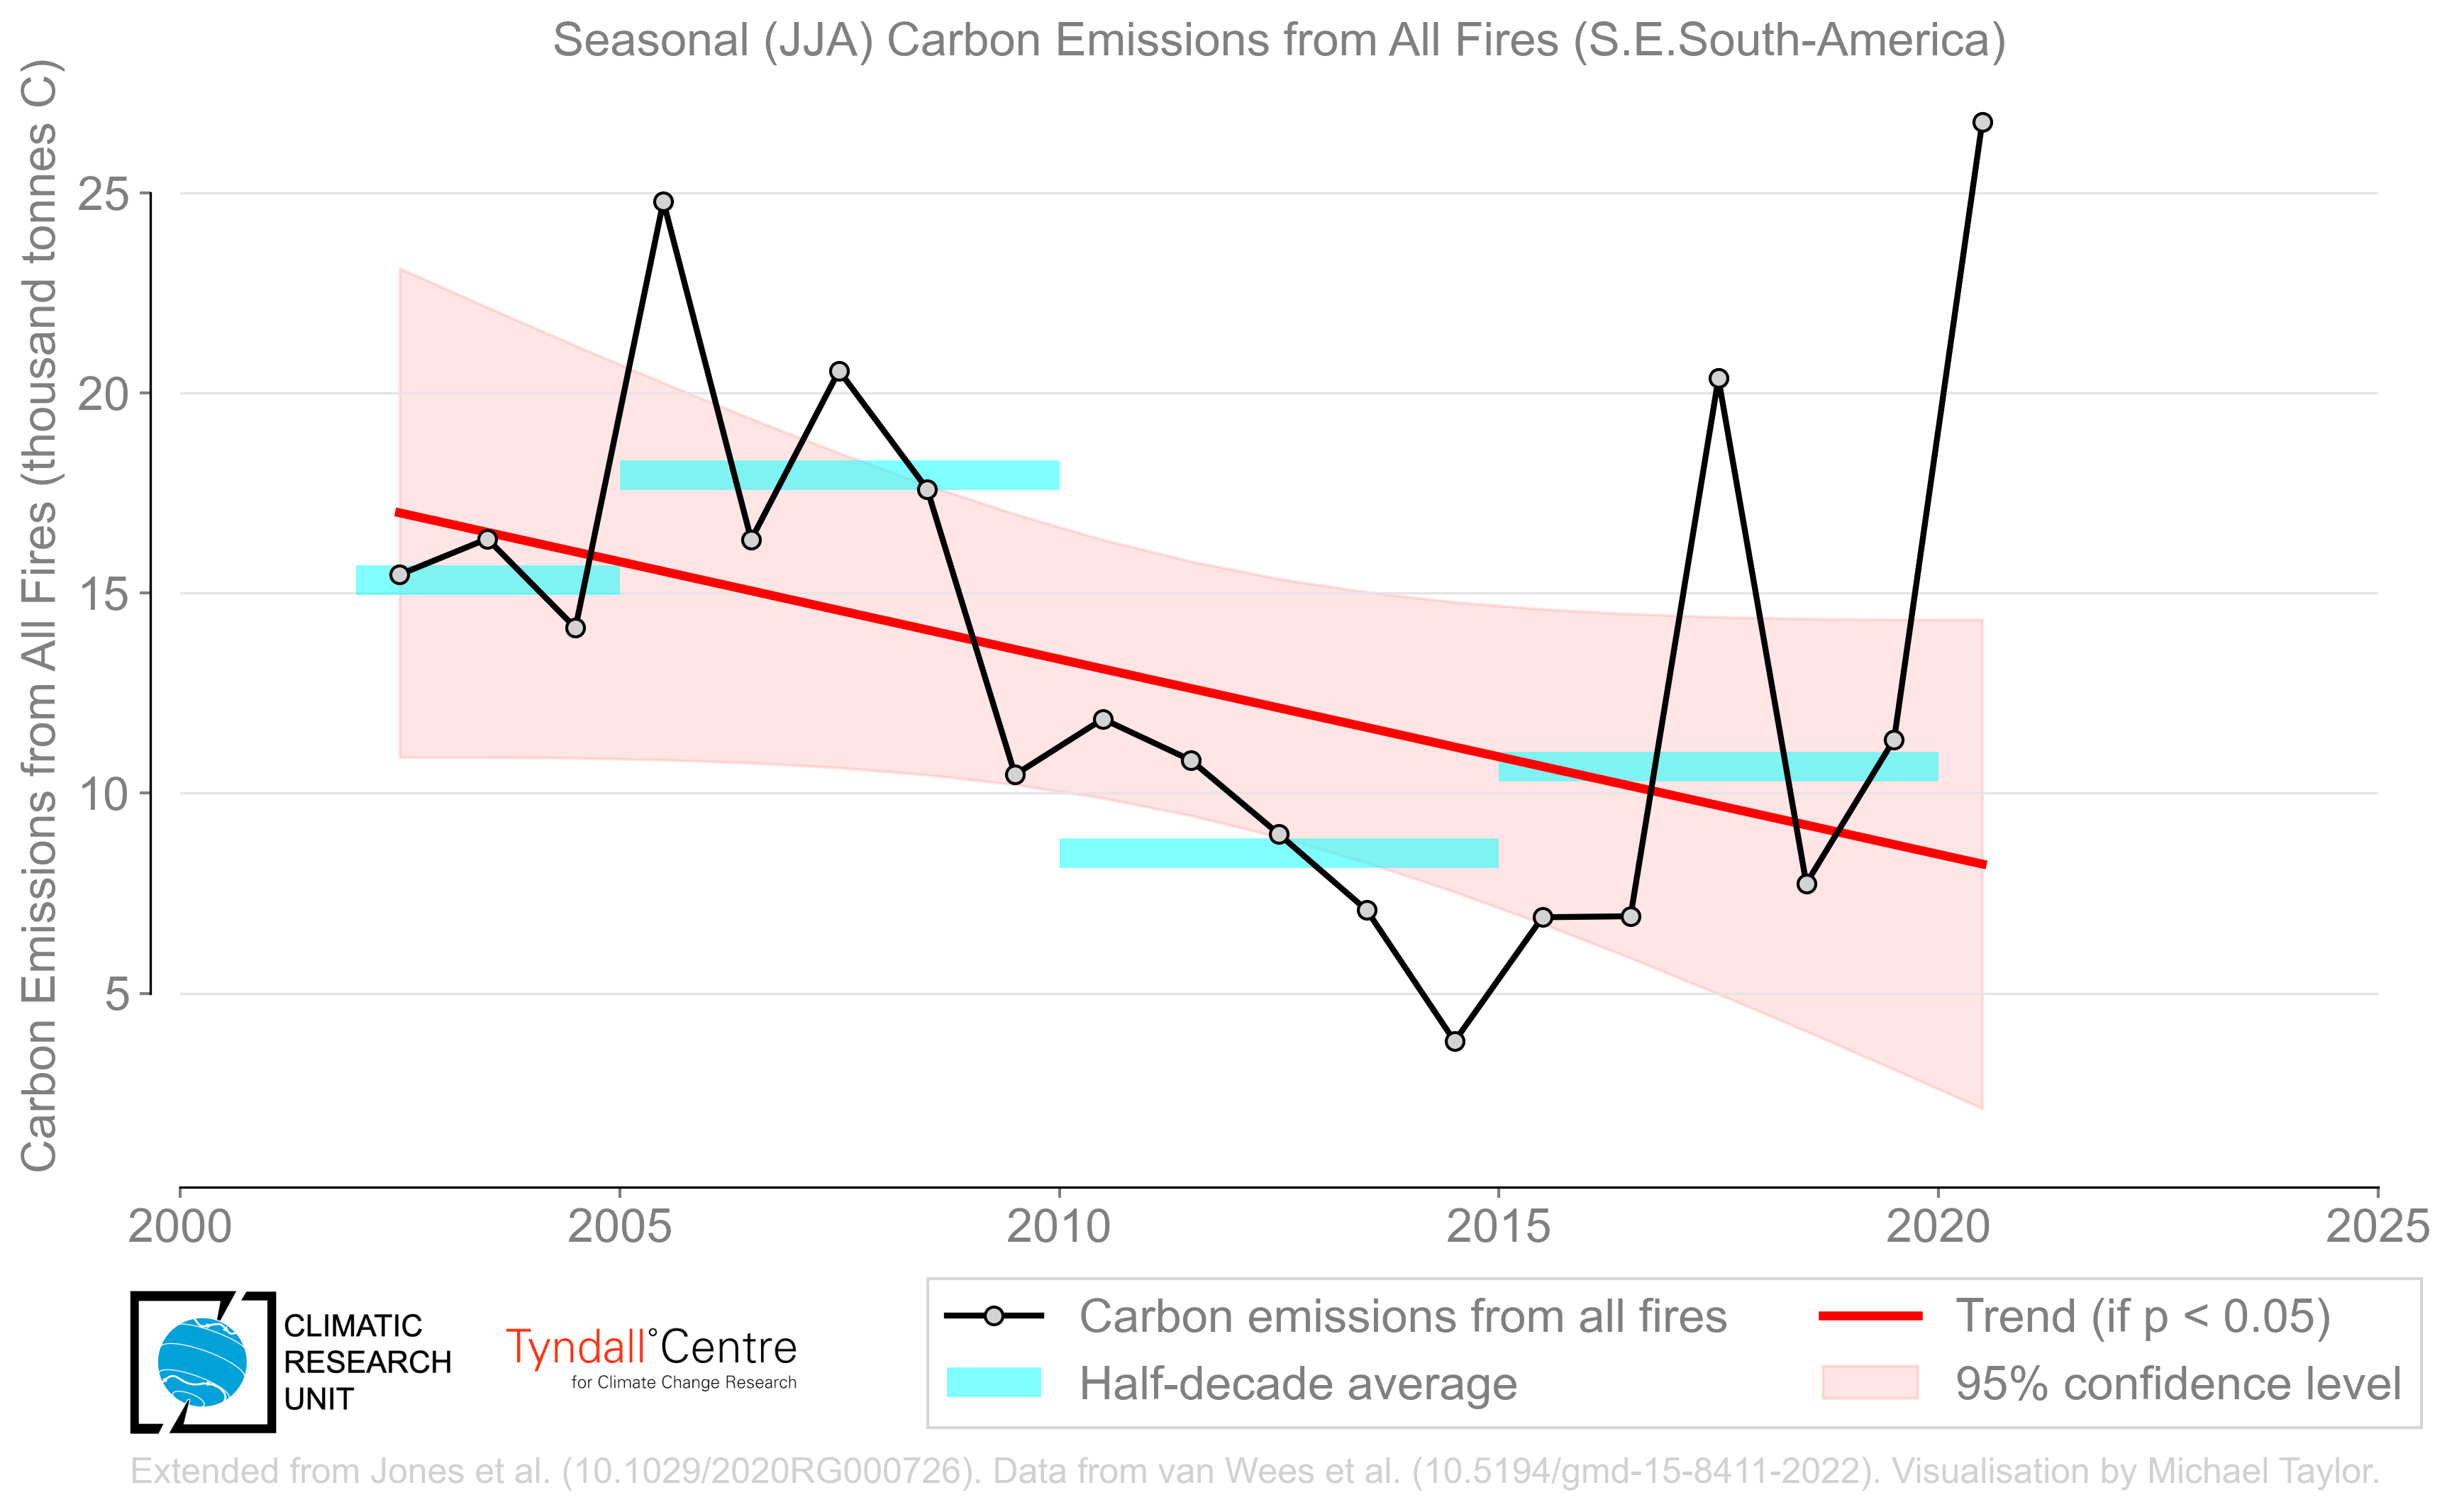 Seasonal (JJA) Carbon Emissions from All Fires (S.E.South-America)
Carbon Emissions from All Fires (thousand tonnes C)
25
20
15
10
5
2000 2005 2010 2015 2020 2025
CLIMATIC
RESEARCH
UNIT
Tyndall°Centre
for Climate Change Research
Carbon emissions from all fires
Half-decade average
Trend (if p < 0.05)
95% confidence level
Extended from Jones et al. (10.1029/2020RG000726). Data from van Wees et al. (10.5194/gmd-15-8411-2022). Visualisation by Michael Taylor.